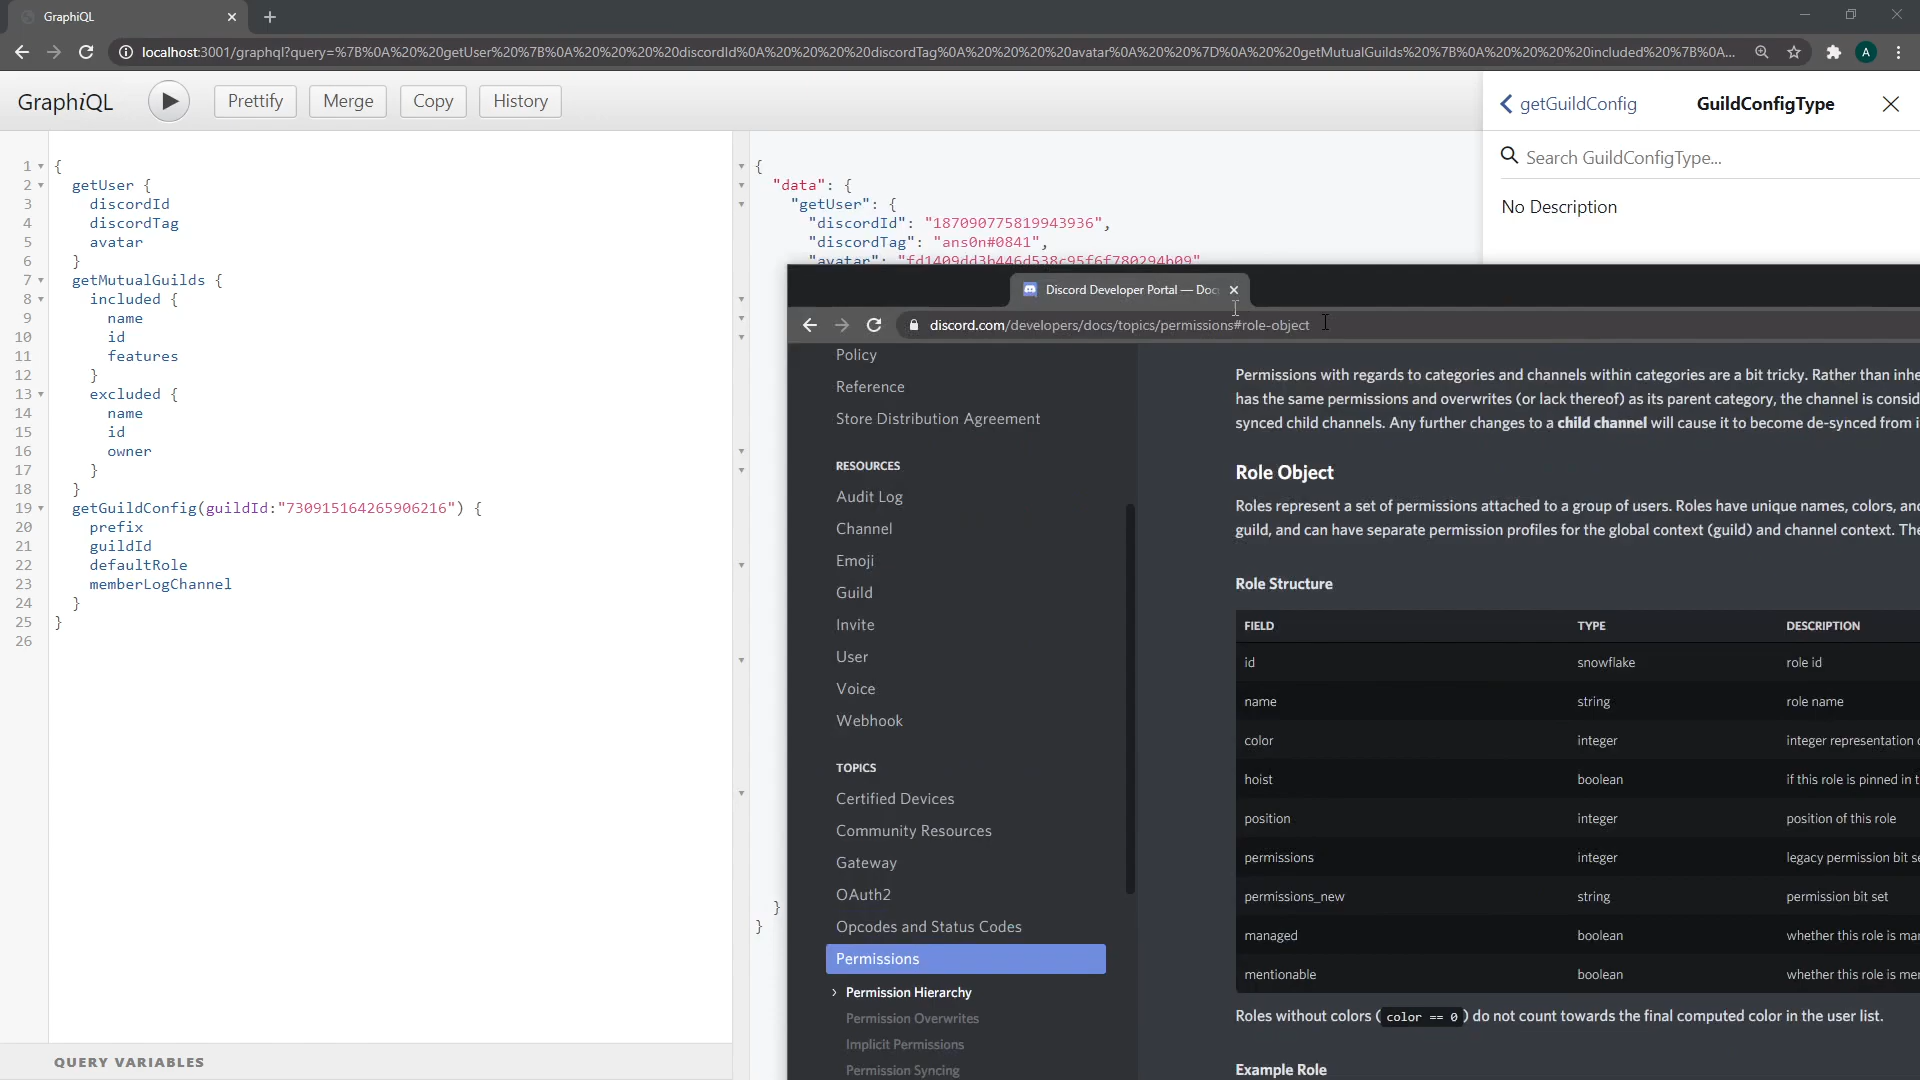 GraphiQL
localhost:3001/graphql?query=%7B%0A%20%20getUser%20%7B%0A%20%20%20%20discordId%0A%20%20%20%20discordTag%0A%20%20%20%20avatar%0A%20%20%7D%0A%20%20getMutualGuilds%20%7B%0A%20%20%20%20included%20%7B%0A...
A
GraphiQL
Prettify
Merge
Copy
History
getGuildConfig
GuildConfigType
Search GuildConfigType...
No Description
1 {
2 getUser {
3 discordId
4 discordTag
5 avatar
6 }
7 getMutualGuilds {
8 included {
9 name
10 id
11 features
12 }
13 excluded {
14 name
15 id
16 owner
17 }
18 }
19 getGuildConfig(guildId:"730915164265906216") {
20 prefix
21 guildId
22 defaultRole
23 memberLogChannel
24 }
25 }
26
QUERY VARIABLES
{
"data": {
"getUser": {
"discordId": "187090775819943936",
"discordTag": "ans0n#0841",
"avatar": "fd1409dd3b446d538c95f6f780294b09"
}
}
Discord Developer Portal — Doc
discord.com/developers/docs/topics/permissions#role-object
Policy
Reference
Store Distribution Agreement
RESOURCES
Audit Log
Channel
Emoji
Guild
Invite
User
Voice
Webhook
TOPICS
Certified Devices
Community Resources
Gateway
OAuth2
Opcodes and Status Codes
Permissions
Permission Hierarchy
Permission Overwrites
Implicit Permissions
Permission Syncing
Permissions with regards to categories and channels within categories are a bit tricky. Rather than inhe
has the same permissions and overwrites (or lack thereof) as its parent category, the channel is consid
synced child channels. Any further changes to a child channel will cause it to become de-synced from i
Role Object
Roles represent a set of permissions attached to a group of users. Roles have unique names, colors, and
guild, and can have separate permission profiles for the global context (guild) and channel context. The
Role Structure
FIELD TYPE DESCRIPTION
id snowflake role id
name string role name
color integer integer representation
hoist boolean if this role is pinned in t
position integer position of this role
permissions integer legacy permission bit se
permissions_new string permission bit set
managed boolean whether this role is ma
mentionable boolean whether this role is me
Roles without colors ( color == 0 ) do not count towards the final computed color in the user list.
Example Role